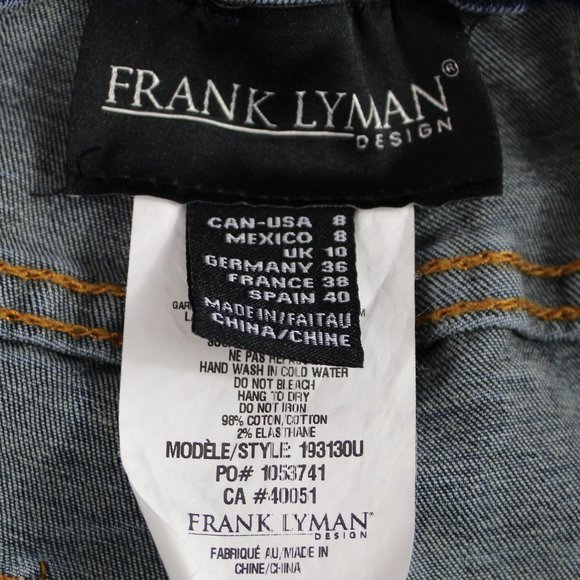 FRANK LYMAN®
DESIGN
CAN-USA 8
MEXICO 8
UK 10
GERMANY 36
FRANCE 38
SPAIN 40
MADE IN/FAIT AU
CHINA/CHINE
NE PAS
HAND WASH IN COLD WATER
DO NOT BLEACH
HANG TO DRY
DO NOT IRON
98% COTON/COTTON
2% ELASTHANE
MODÈLE/STYLE: 193130U
PO# 1053741
CA #40051
FRANK LYMAN®
DESIGN
FABRIQUÉ AU/MADE IN
CHINE/CHINA